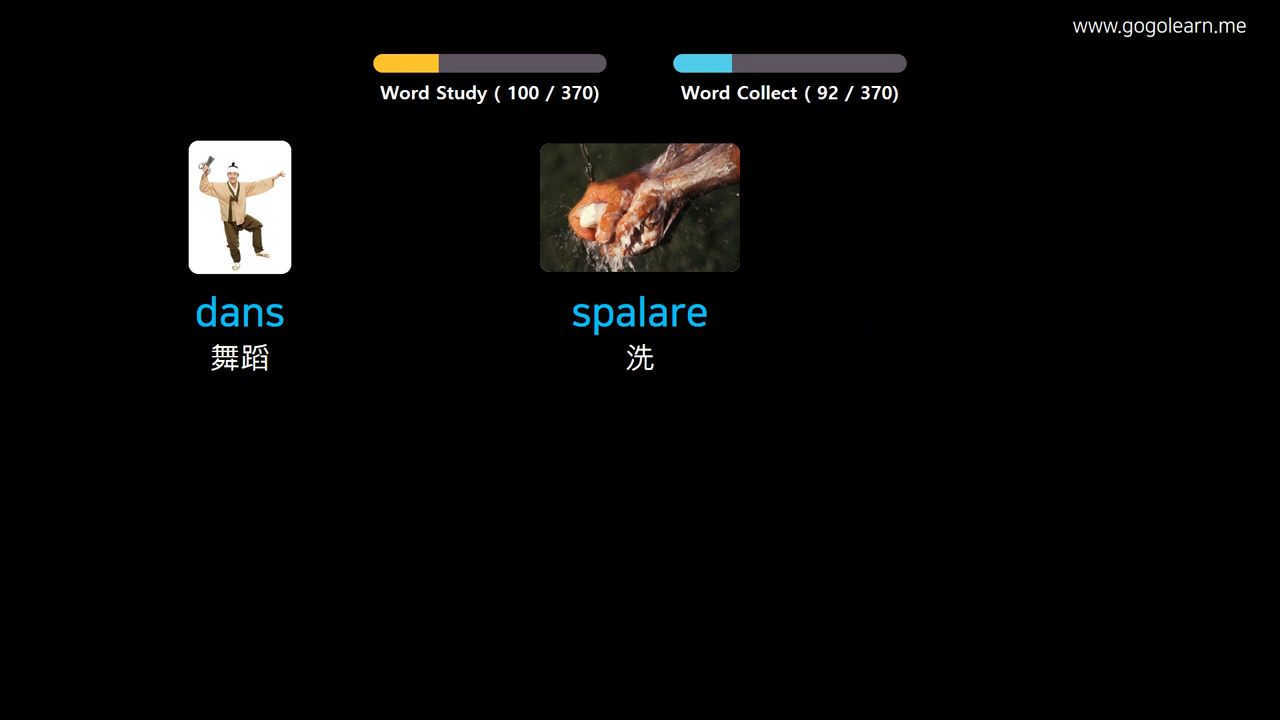 www.gogolearn.me
Word Study ( 100 / 370)
Word Collect ( 92 / 370)
dans
舞蹈
spalare
洗